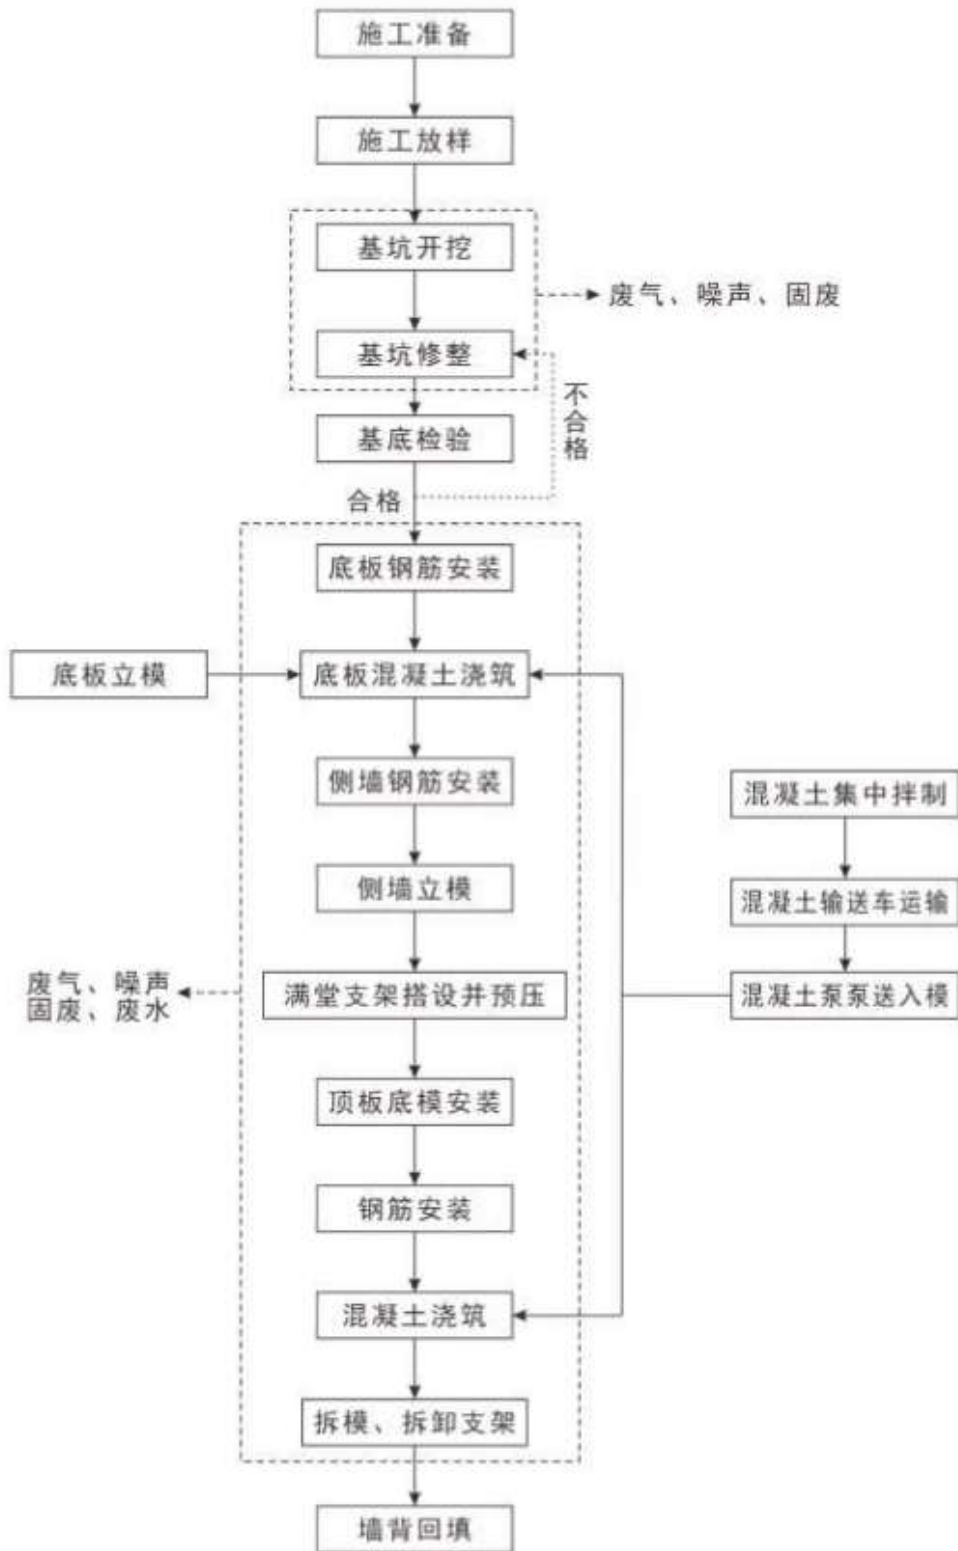 施工准备
施工放样
基坑开挖
废气、噪声、固废
基坑修整
不合格
基底检验
合格
底板钢筋安装
底板立模
底板混凝土浇筑
侧墙钢筋安装
混凝土集中拌制
侧墙立模
混凝土输送车运输
废气、噪声
固废、废水
满堂支架搭设并预压
混凝土泵泵送入模
顶板底模安装
钢筋安装
混凝土浇筑
拆模、拆卸支架
墙背回填